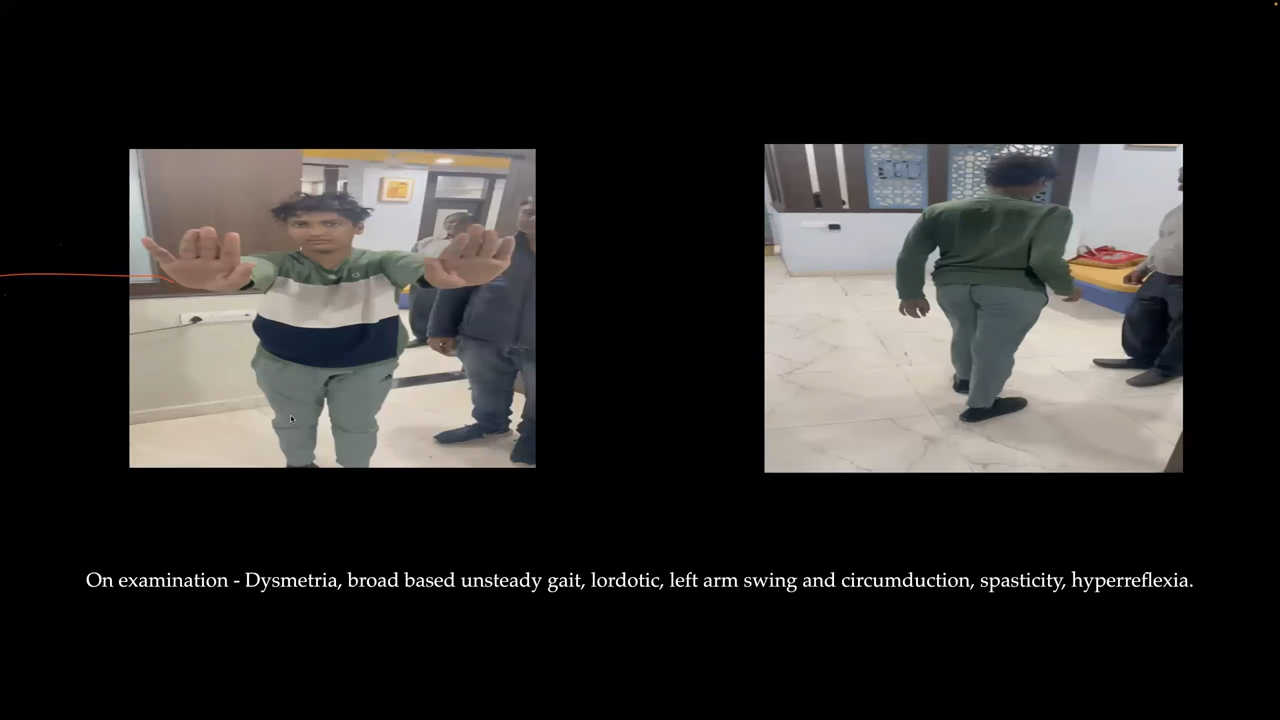 On examination - Dysmetria, broad based unsteady gait, lordotic, left arm swing and circumduction, spasticity, hyperreflexia.